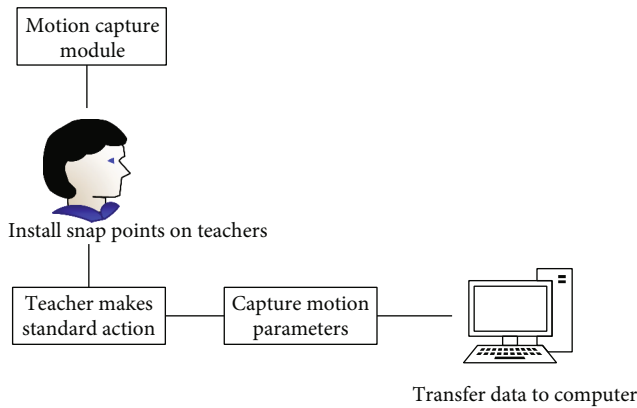 Motion capture
module
Install snap points on teachers
Teacher makes
standard action
Capture motion
parameters
Transfer data to computer